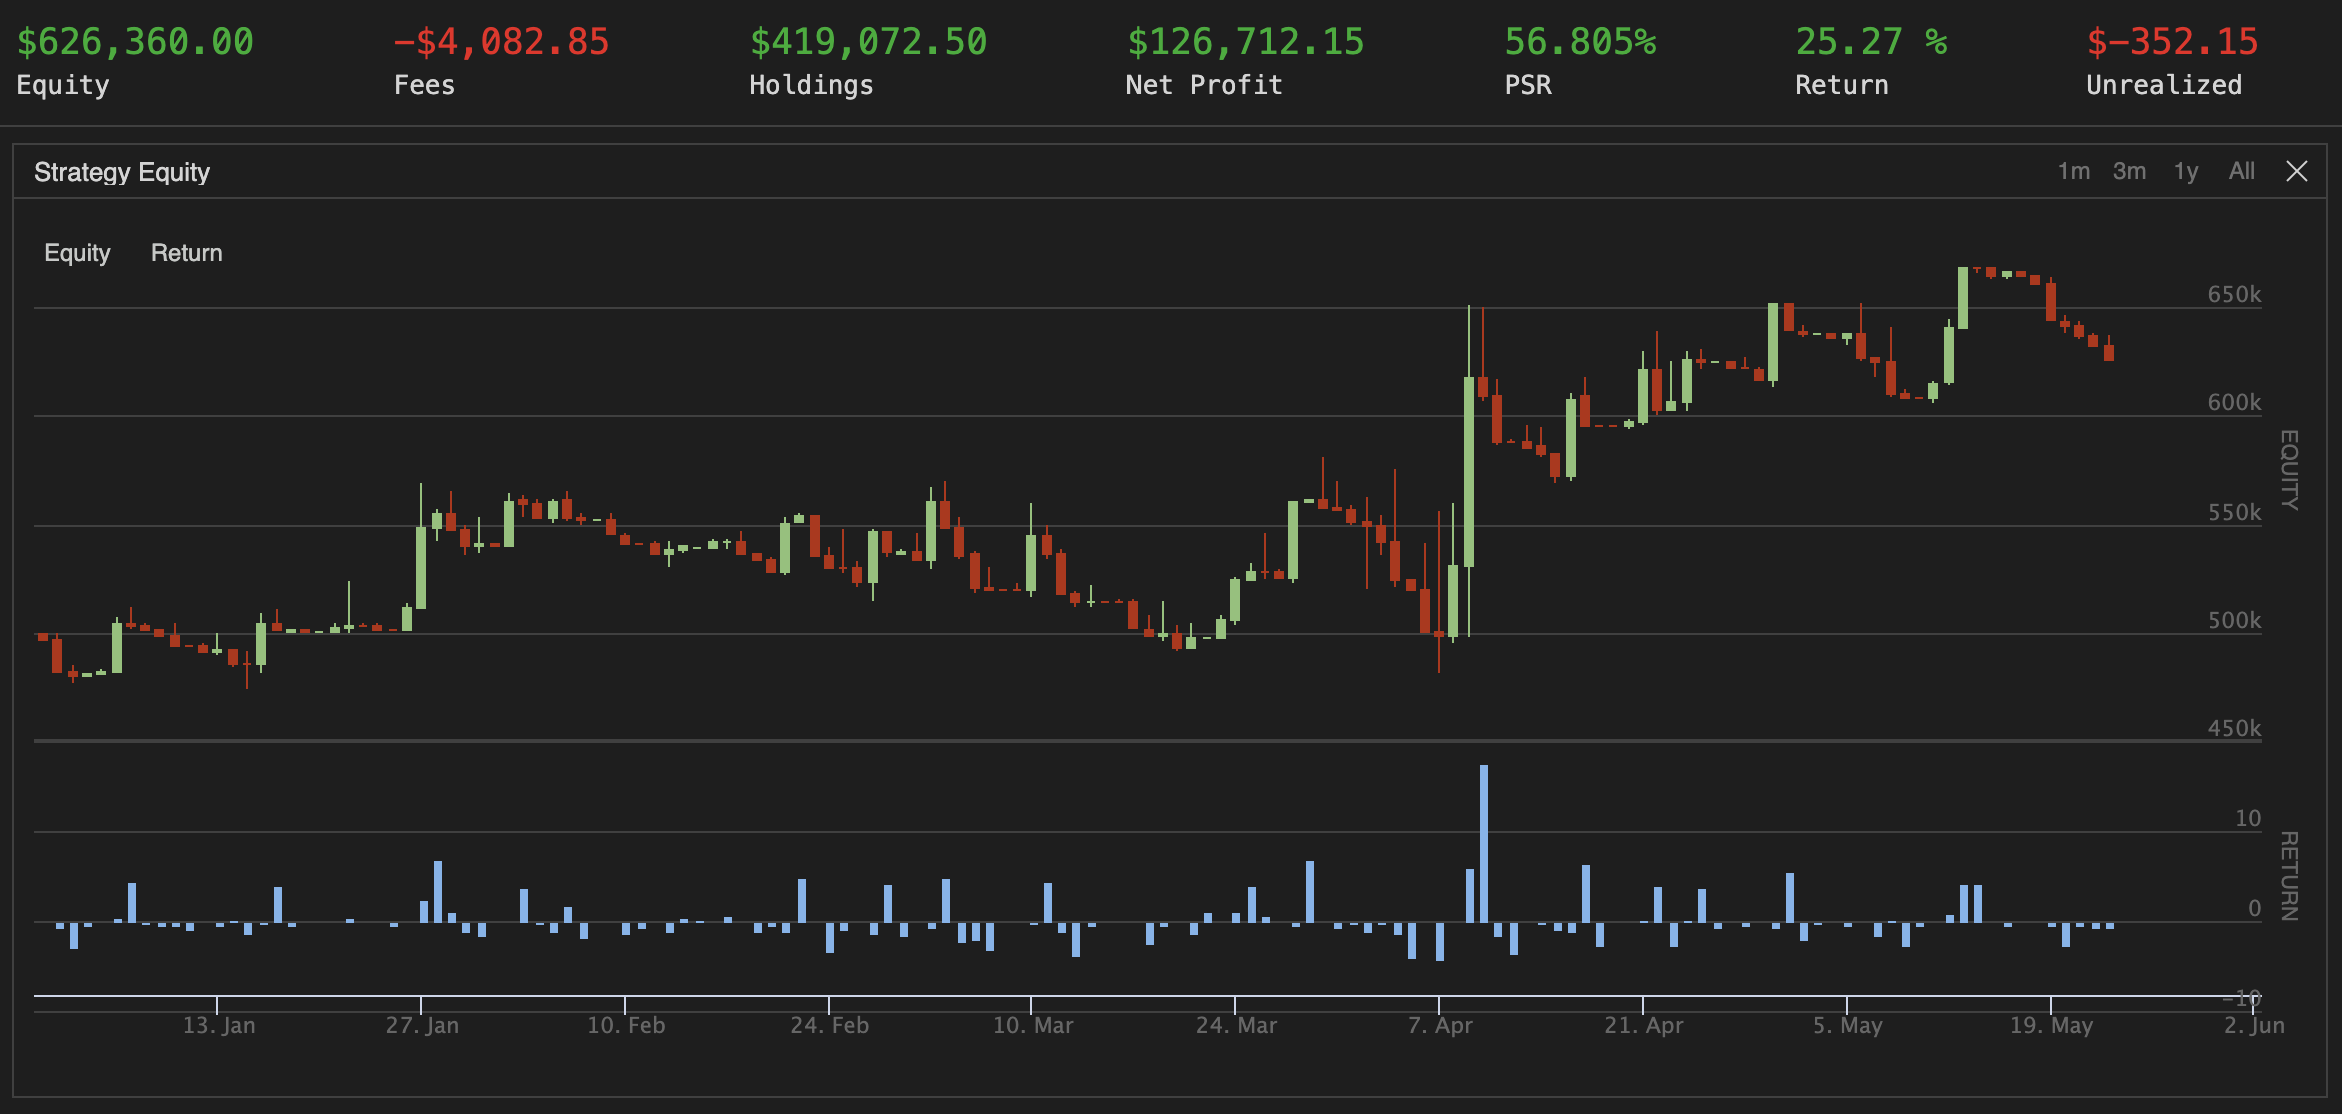 $626,360.00 −$4,082.85 $419,072.50 $126,712.15 56.805% 25.27 % $−352.15
Equity Fees Holdings Net Profit PSR Return Unrealized
Strategy Equity 1m 3m 1y All
Equity Return
650k
600k
EQUITY
550k
500k
450k
10
RETURN
0
−10
13. Jan 27. Jan 10. Feb 24. Feb 10. Mar 24. Mar 7. Apr 21. Apr 5. May 19. May 2. Jun